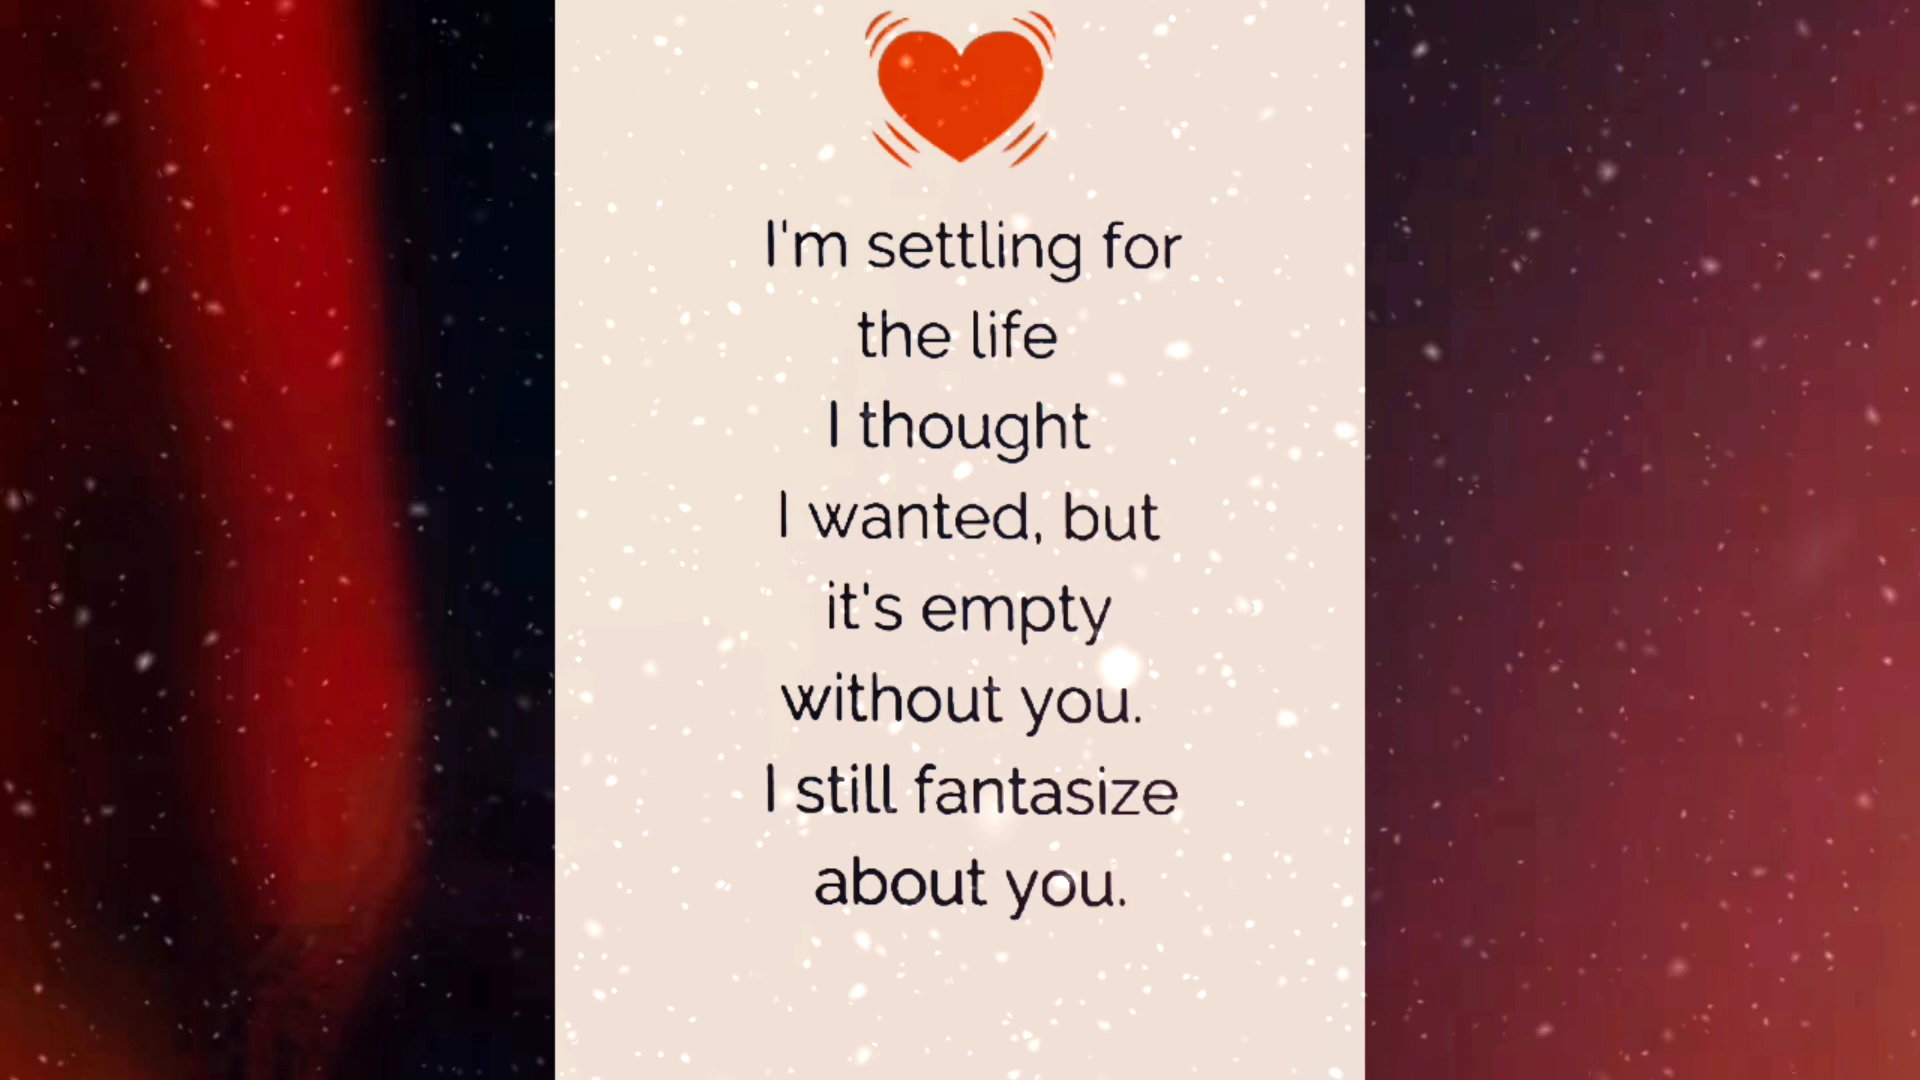 I'm settling for
the life
I thought
I wanted, but
it's empty
without you.
I still fantasize
about you.